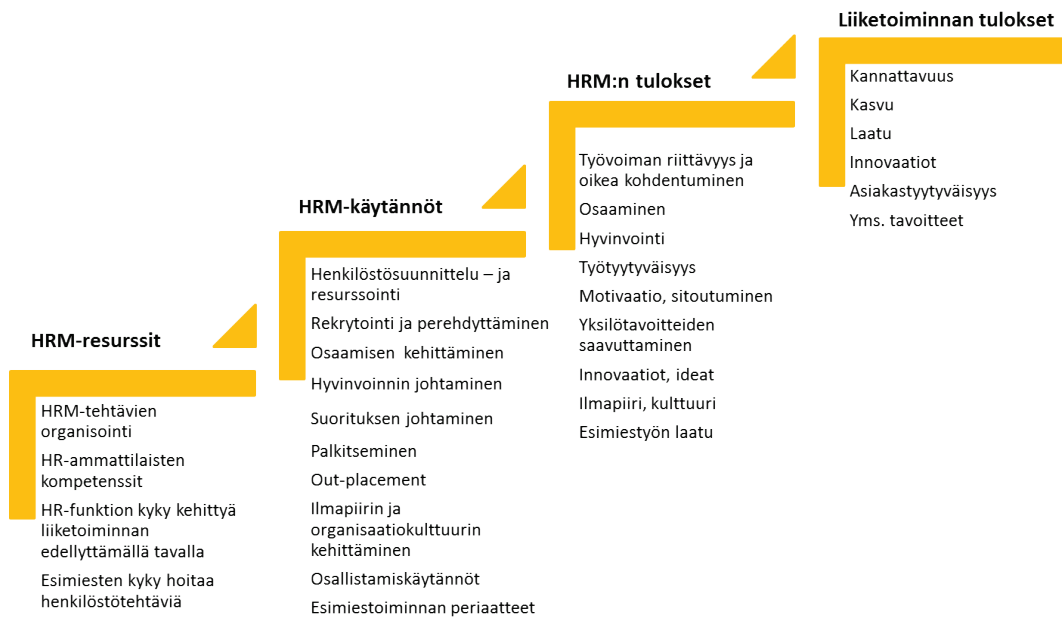 HRM-resurssit
HRM-tehtävien
organisointi
HR-ammattilaisten
kompetenssit
HR-funktion kyky kehittyä
liiketoiminnan
edellyttämällä tavalla
Esimiesten kyky hoitaa
henkilöstötehtäviä
HRM-käytännöt
Henkilöstösuunnittelu – ja
resurssointi
Rekrytointi ja perehdyttäminen
Osaamisen kehittäminen
Hyvinvoinnin johtaminen
Suorituksen johtaminen
Palkitseminen
Out-placement
Ilmapiirin ja
organisaatiokulttuurin
kehittäminen
Osallistamiskäytännöt
Esimiestoiminnan periaatteet
HRM:n tulokset
Työvoiman riittävyys ja
oikea kohdentuminen
Osaaminen
Hyvinvointi
Työtyytyväisyys
Motivaatio, sitoutuminen
Yksilötavoitteiden
saavuttaminen
Innovaatiot, ideat
Ilmapiiri, kulttuuri
Esimiestyön laatu
Liiketoiminnan tulokset
Kannattavuus
Kasvu
Laatu
Innovaatiot
Asiakastyytyväisyys
Yms. tavoitteet